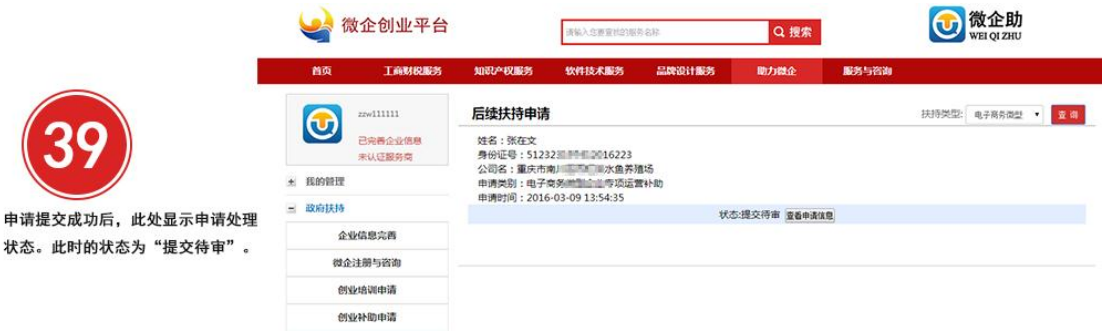 微企创业平台
请输入您要查找的服务名称
搜索
微企助
WEI QI ZHU
首页 工商财税服务 知识产权服务 软件技术服务 品牌设计服务 助力微企 服务与咨询
39
申请提交成功后，此处显示申请处理
状态。此时的状态为“提交待审”。
zzw111111
已完善企业信息
未认证服务商
我的管理
政府扶持
企业信息完善
微企注册与咨询
创业培训申请
创业补助申请
后续扶持申请
扶持类型: 电子商务类型 查 询
姓名：张在文
身份证号：51232 2016223
公司名：重庆市南川 水鱼养殖场
申请类别：电子商务 专项运营补助
申请时间：2016-03-09 13:54:35
状态:提交待审 查看申请信息